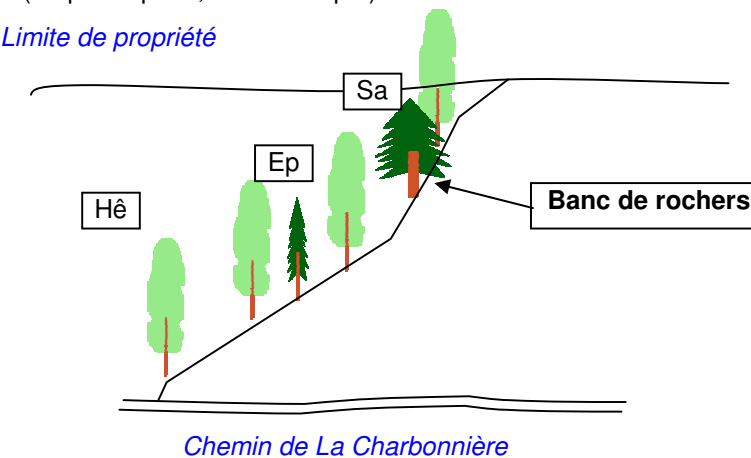 Limite de propriété
Sa
Ep
Hê
Banc de rochers
Chemin de La Charbonnière